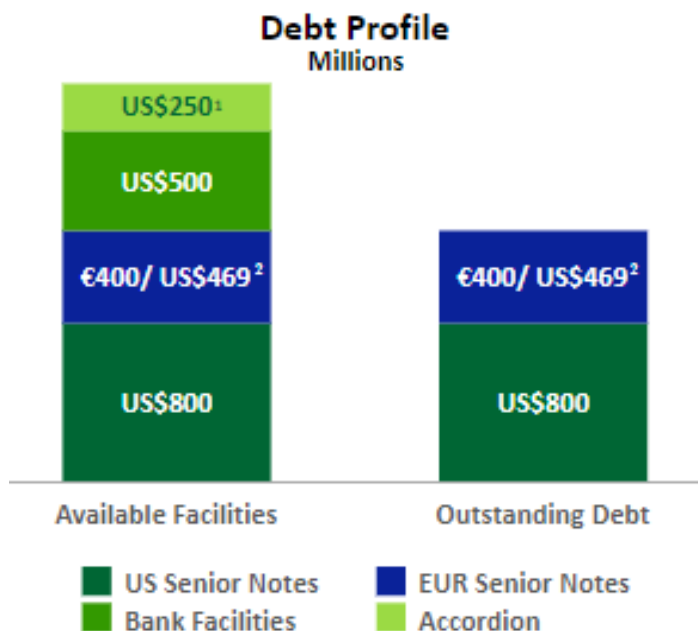 Debt Profile
Millions
US$250¹
US$500
€400/ US$469²
€400/ US$469²
US$800
US$800
Available Facilities
Outstanding Debt
US Senior Notes
EUR Senior Notes
Bank Facilities
Accordion